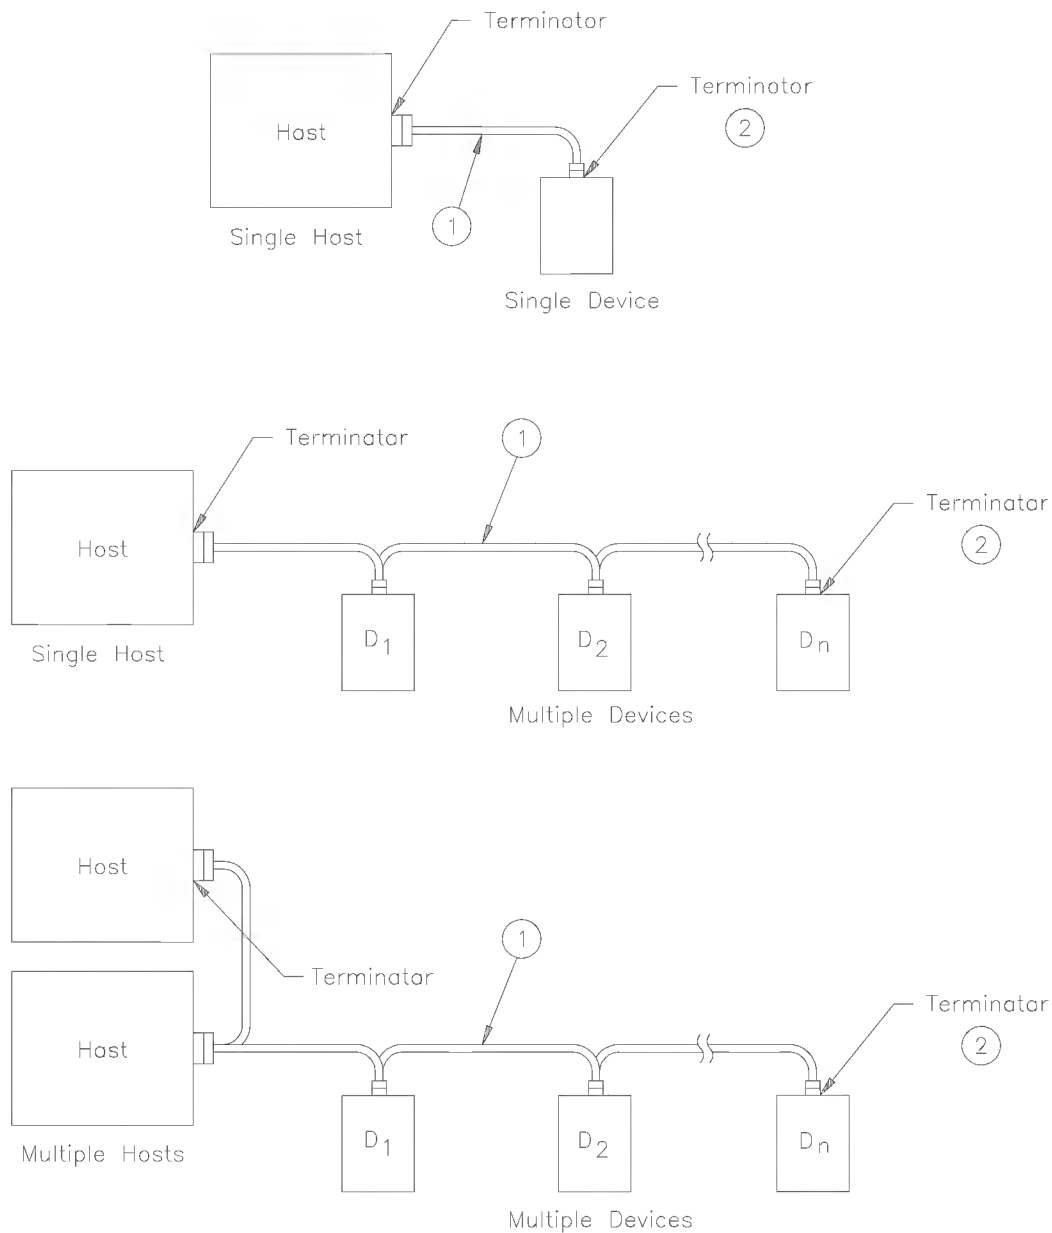 Terminotor
Terminotor
2
Hast
1
Single Host
Single Device
Terminatar
1
Terminatar
2
Host
D1
D2
Dn
Single Host
Multiple Devices
Host
1
Terminatar
Terminatar
2
Hast
D1
D2
Dn
Multiple Hosts
Multiple Devices